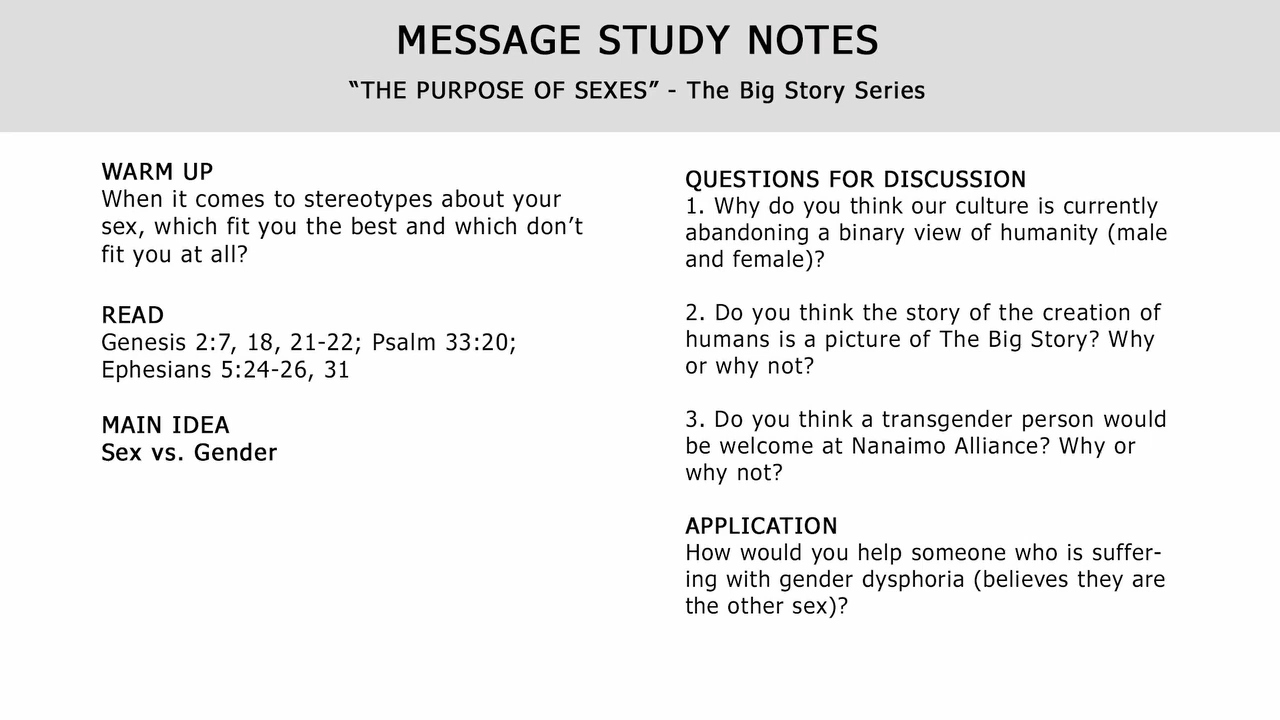 MESSAGE STUDY NOTES
“THE PURPOSE OF SEXES” - The Big Story Series
WARM UP
When it comes to stereotypes about your
sex, which fit you the best and which don’t
fit you at all?
READ
Genesis 2:7, 18, 21-22; Psalm 33:20;
Ephesians 5:24-26, 31
MAIN IDEA
Sex vs. Gender
QUESTIONS FOR DISCUSSION
1. Why do you think our culture is currently
abandoning a binary view of humanity (male
and female)?
2. Do you think the story of the creation of
humans is a picture of The Big Story? Why
or why not?
3. Do you think a transgender person would
be welcome at Nanaimo Alliance? Why or
why not?
APPLICATION
How would you help someone who is suffer-
ing with gender dysphoria (believes they are
the other sex)?